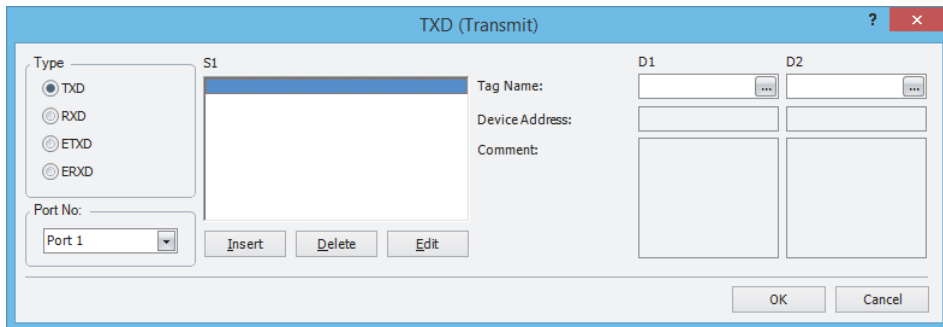 TXD (Transmit)
?
Type
TXD
RXD
ETXD
ERXD
Port No:
Port 1
S1
Insert
Delete
Edit
D1
D2
Tag Name:
...
...
Device Address:
Comment:
OK
Cancel